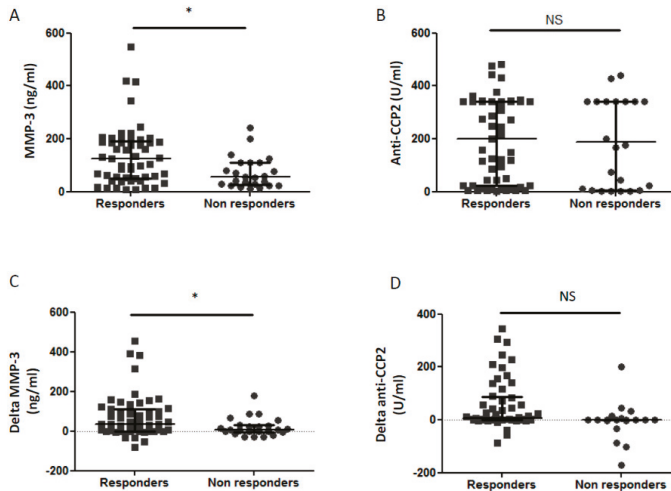 A
*
MMP-3 (ng/ml)
600
400
200
0
Responders
Non responders
B
NS
Anti-CCP2 (U/ml)
600
400
200
0
Responders
Non responders
C
*
Delta MMP-3
(ng/ml)
600
400
200
0
-200
Responders
Non responders
D
NS
Delta anti-CCP2
(U/ml)
400
200
0
-200
Responders
Non responders